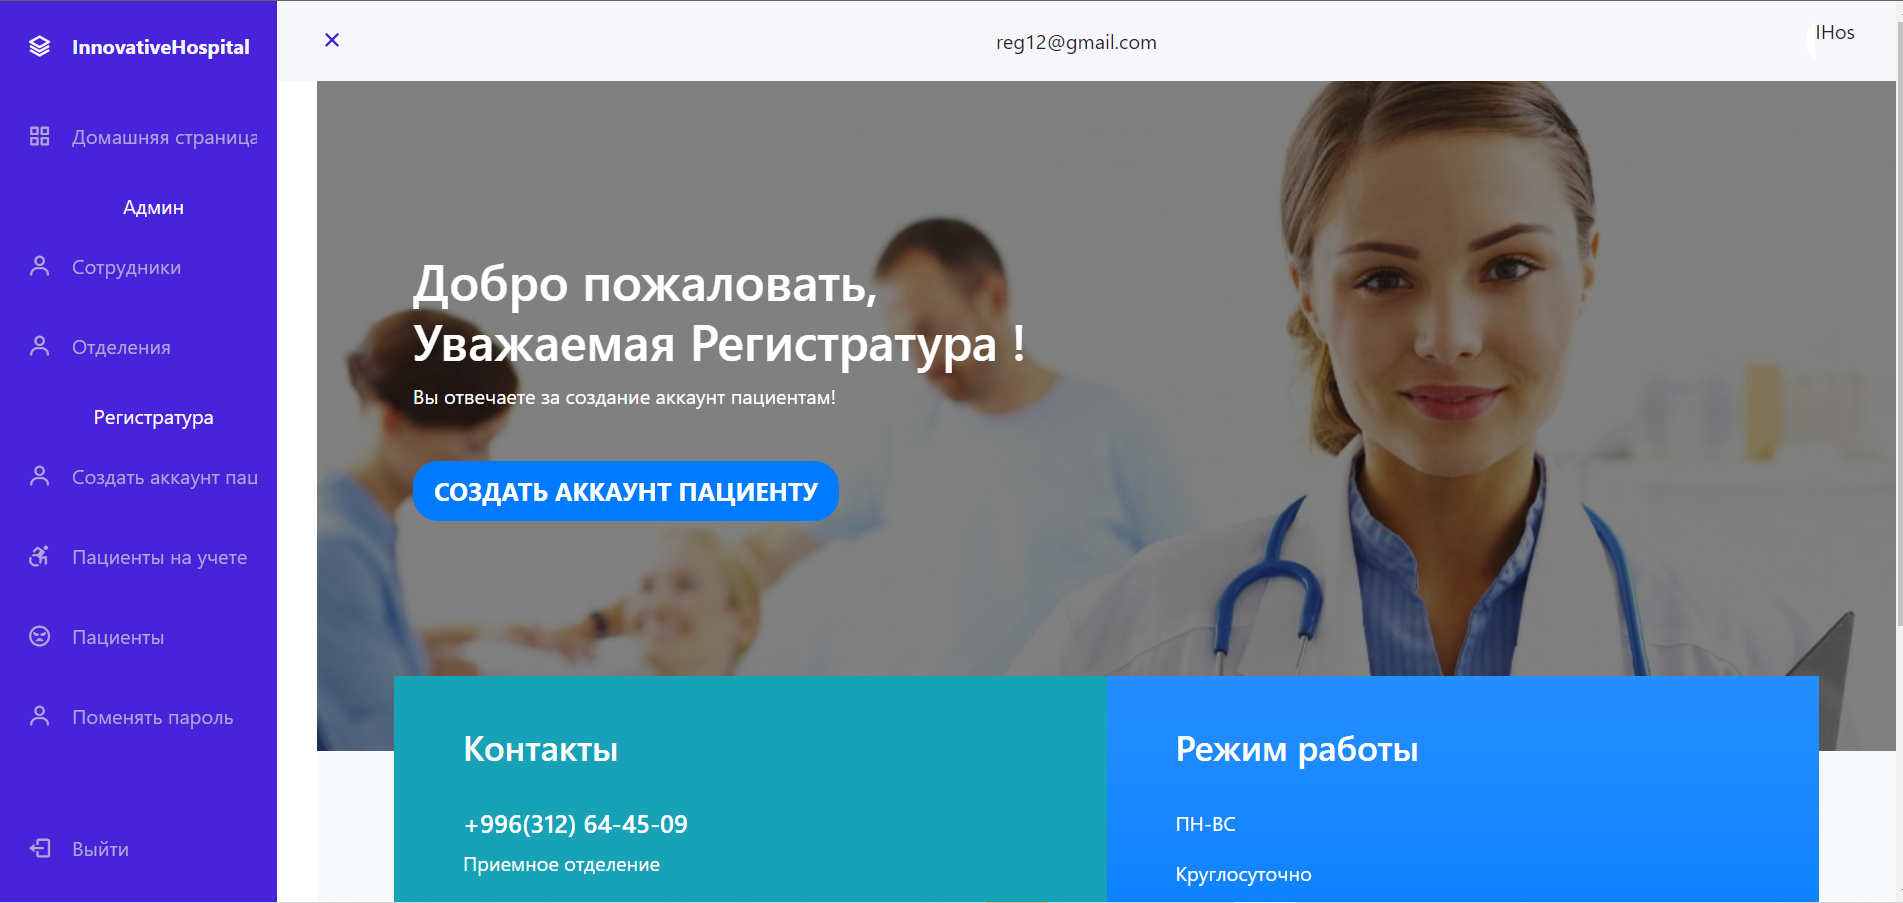 InnovativeHospital
Домашняя страница
Админ
Сотрудники
Отделения
Регистратура
Создать аккаунт пац
Пациенты на учете
Пациенты
Поменять пароль
Выйти
reg12@gmail.com
IHos
Добро пожаловать,
Уважаемая Регистратура !
Вы отвечаете за создание аккаунт пациентам!
СОЗДАТЬ АККАУНТ ПАЦИЕНТУ
Контакты
+996(312) 64-45-09
Приемное отделение
Режим работы
ПН-ВС
Круглосуточно